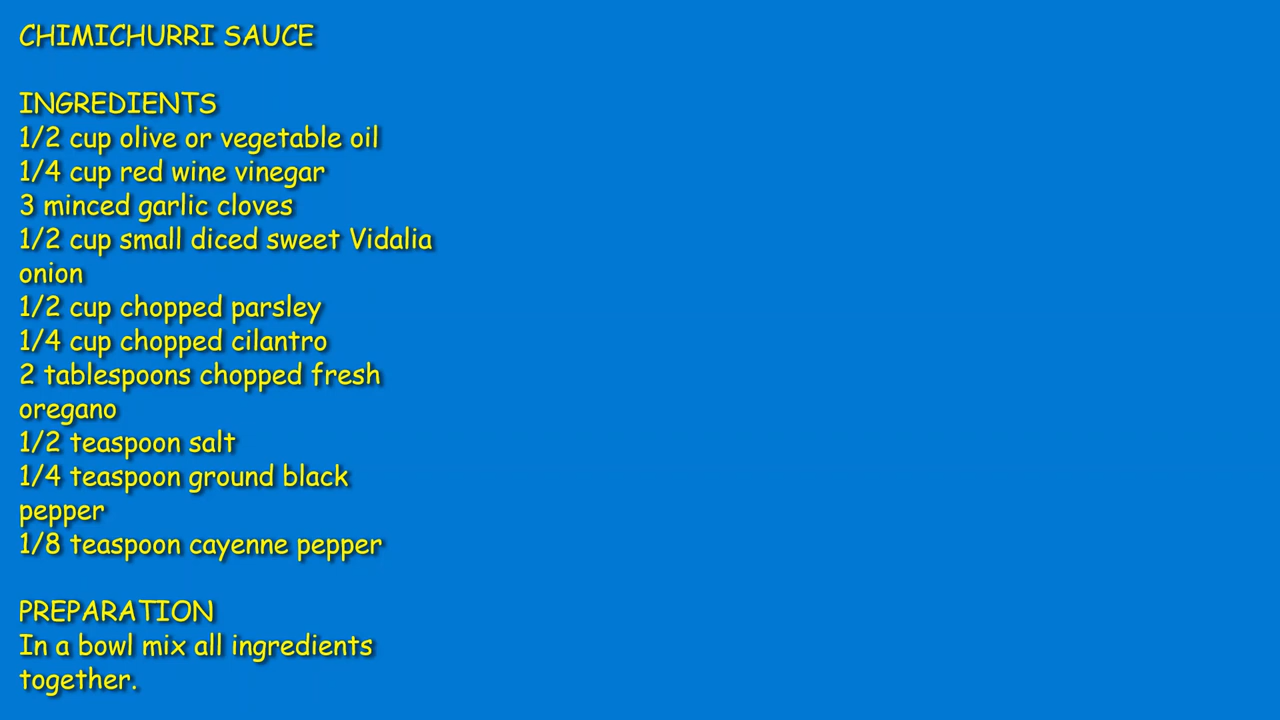 CHIMICHURRI SAUCE
INGREDIENTS
1/2 cup olive or vegetable oil
1/4 cup red wine vinegar
3 minced garlic cloves
1/2 cup small diced sweet Vidalia
onion
1/2 cup chopped parsley
1/4 cup chopped cilantro
2 tablespoons chopped fresh
oregano
1/2 teaspoon salt
1/4 teaspoon ground black
pepper
1/8 teaspoon cayenne pepper
PREPARATION
In a bowl mix all ingredients
together.